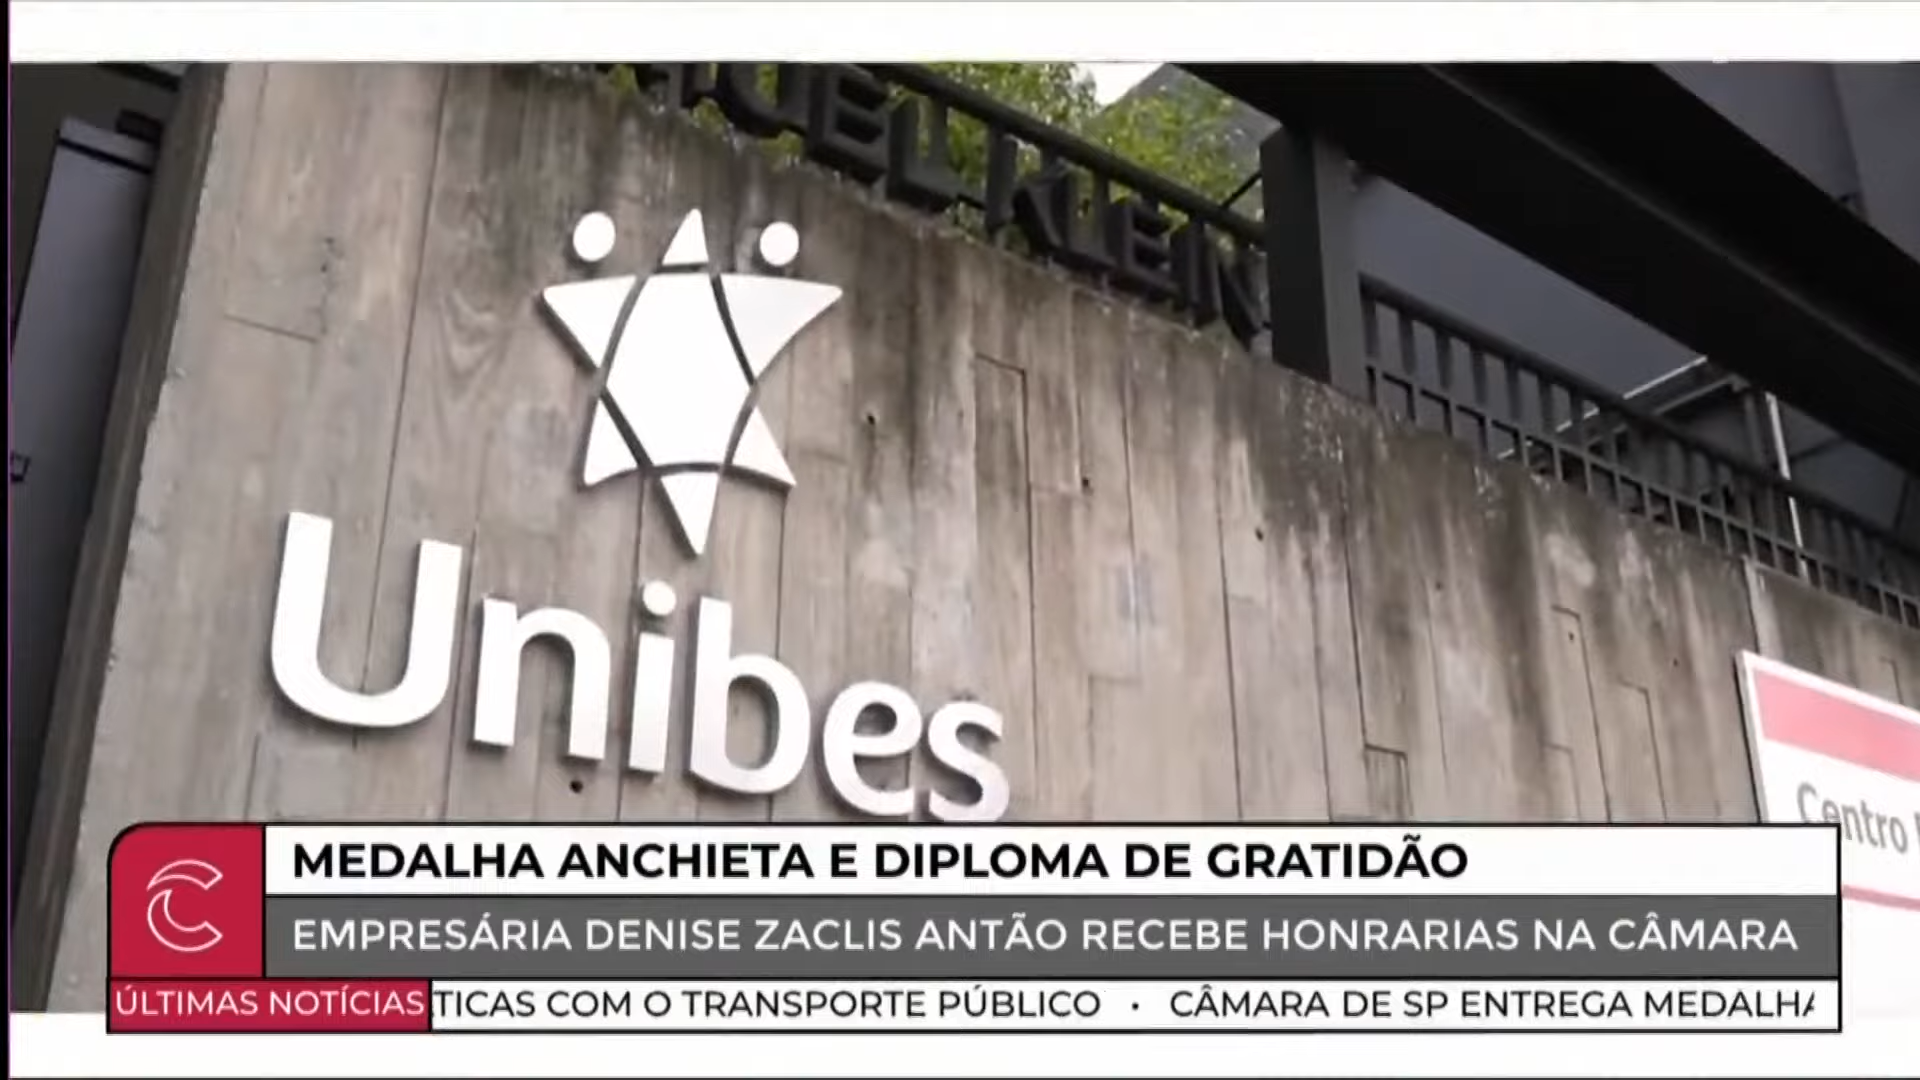 Unibes
Centro
MEDALHA ANCHIETA E DIPLOMA DE GRATIDÃO
EMPRESÁRIA DENISE ZACLIS ANTÃO RECEBE HONRARIAS NA CÂMARA
ÚLTIMAS NOTÍCIAS TICAS COM O TRANSPORTE PÚBLICO • CÂMARA DE SP ENTREGA MEDALHA